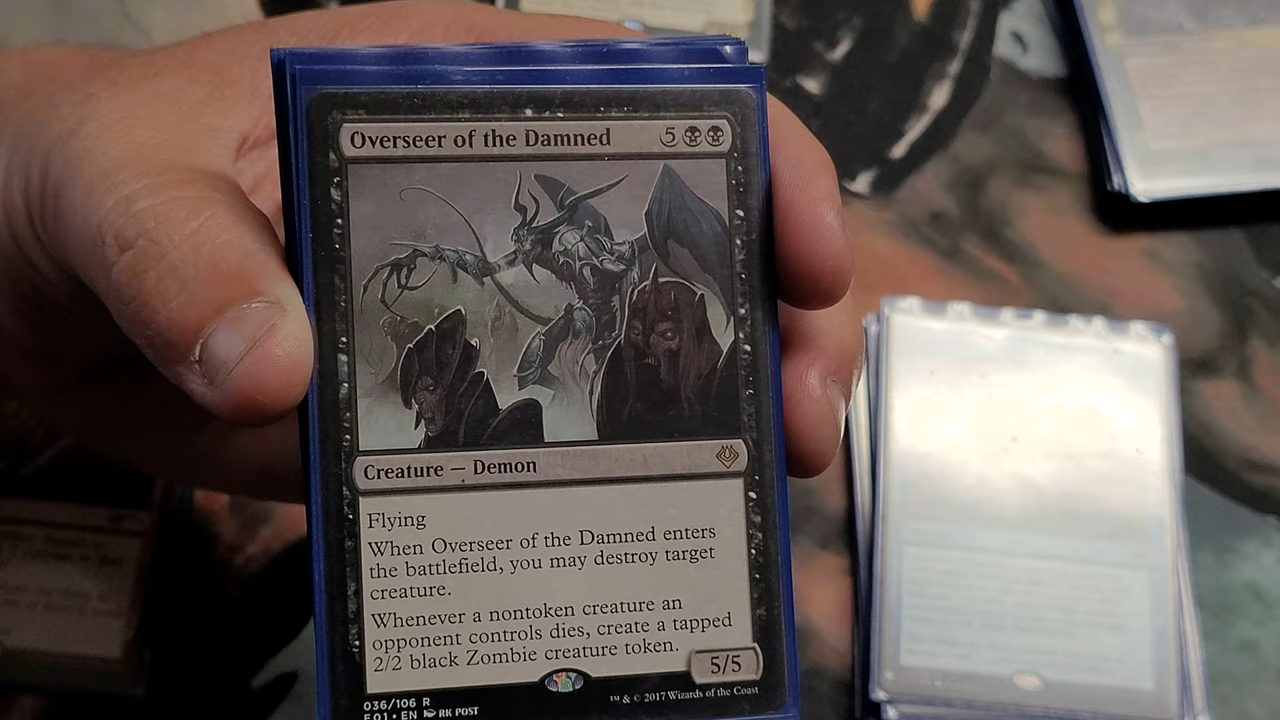 Overseer of the Damned 5
Creature — Demon
Flying
When Overseer of the Damned enters
the battlefield, you may destroy target
creature.
Whenever a nontoken creature an
opponent controls dies, create a tapped
2/2 black Zombie creature token.
5/5
036/106 R
E01 • EN RK POST
™ & © 2017 Wizards of the Coast